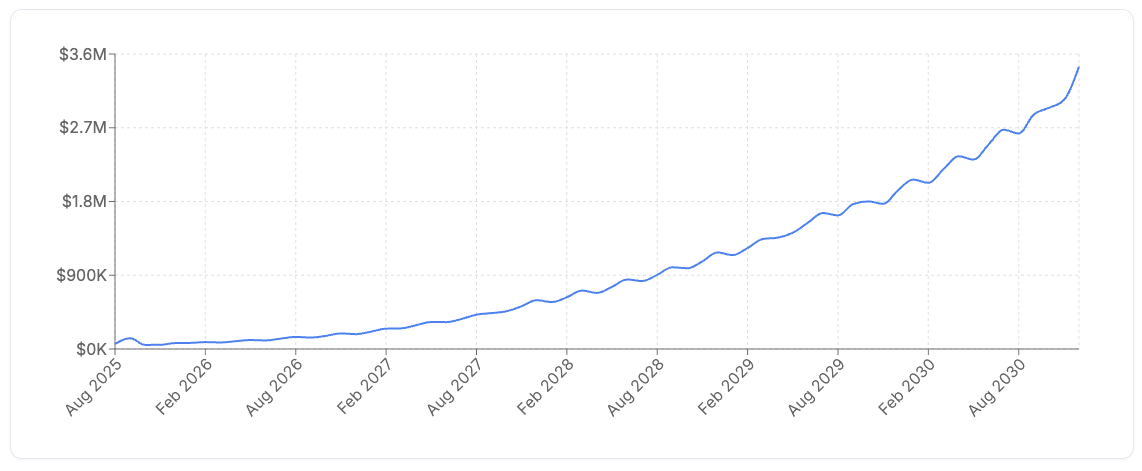 $3.6M
$2.7M
$1.8M
$900K
$0K
Aug 2025
Feb 2026
Aug 2026
Feb 2027
Aug 2027
Feb 2028
Aug 2028
Feb 2029
Aug 2029
Feb 2030
Aug 2030